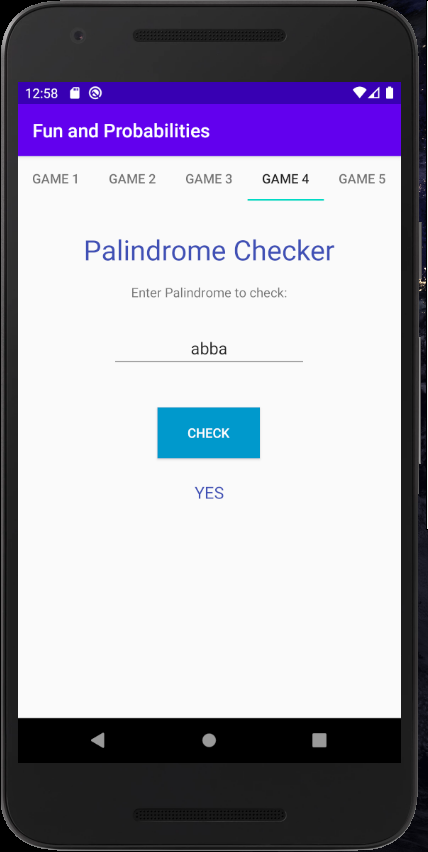 12:58
Fun and Probabilities
GAME 1 GAME 2 GAME 3 GAME 4 GAME 5
Palindrome Checker
Enter Palindrome to check:
abba
CHECK
YES